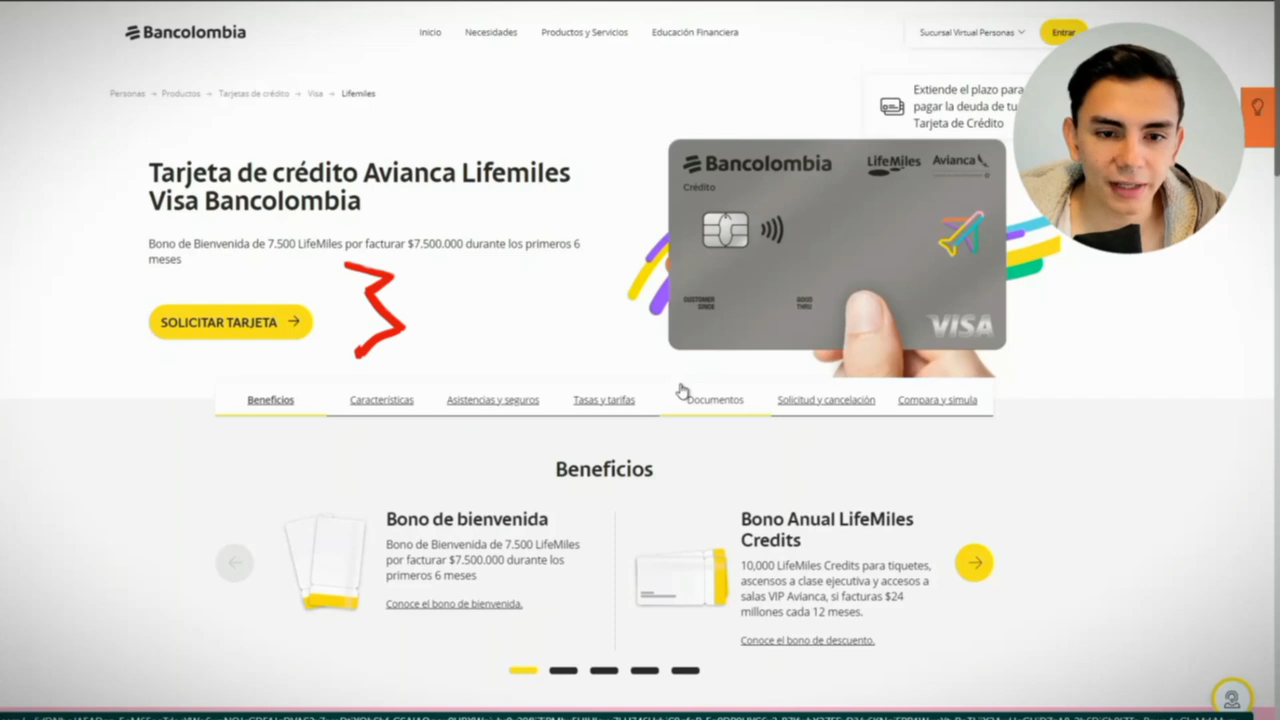 Bancolombia
Inicio
Necesidades
Productos y Servicios
Educación Financiera
Sucursal Virtual Personas
Entrar
Personas → Productos → Tarjetas de crédito → Visa → Lifemiles
Extiende el plazo para
pagar la deuda de tu
Tarjeta de Crédito
Tarjeta de crédito Avianca Lifemiles
Visa Bancolombia
Bono de Bienvenida de 7.500 LifeMiles por facturar $7.500.000 durante los primeros 6
meses
SOLICITAR TARJETA →
Bancolombia
LifeMiles
Avianca
Crédito
CUSTOMER
SINCE
GOOD
THRU
VISA
Beneficios
Características
Asistencias y seguros
Tasas y tarifas
Documentos
Solicitud y cancelación
Compara y simula
Beneficios
Bono de bienvenida
Bono de Bienvenida de 7.500 LifeMiles
por facturar $7.500.000 durante los
primeros 6 meses
Conoce el bono de bienvenida.
Bono Anual LifeMiles
Credits
10,000 LifeMiles Credits para tiquetes,
ascensos a clase ejecutiva y accesos a
salas VIP Avianca, si facturas $24
millones cada 12 meses.
Conoce el bono de descuento.